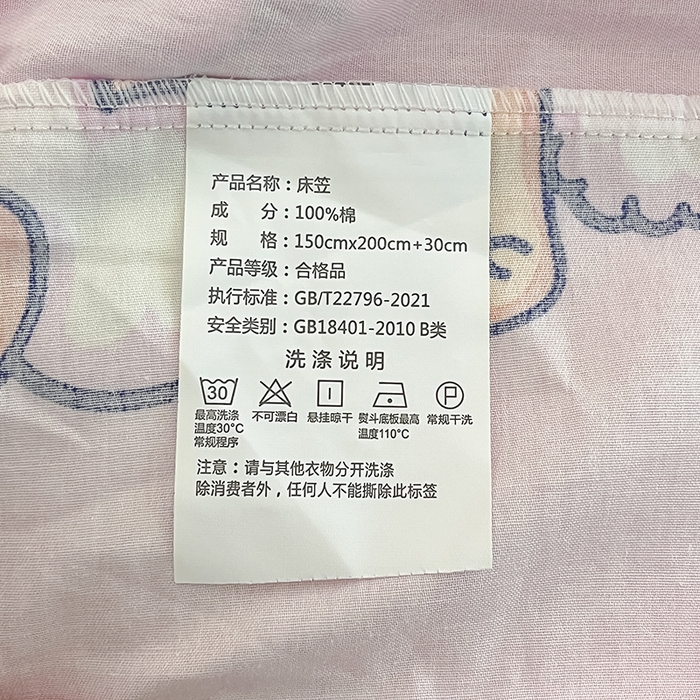 产品名称：床笠
成 分：100%棉
规 格：150cmx200cm+30cm
产品等级：合格品
执行标准：GB/T22796-2021
安全类别：GB18401-2010 B类
洗涤说明
30 P
最高洗涤 不可漂白 悬挂晾干 熨斗底板最高 常规干洗
温度30°C 温度110°C
常规程序
注意：请与其他衣物分开洗涤
除消费者外，任何人不能撕除此标签